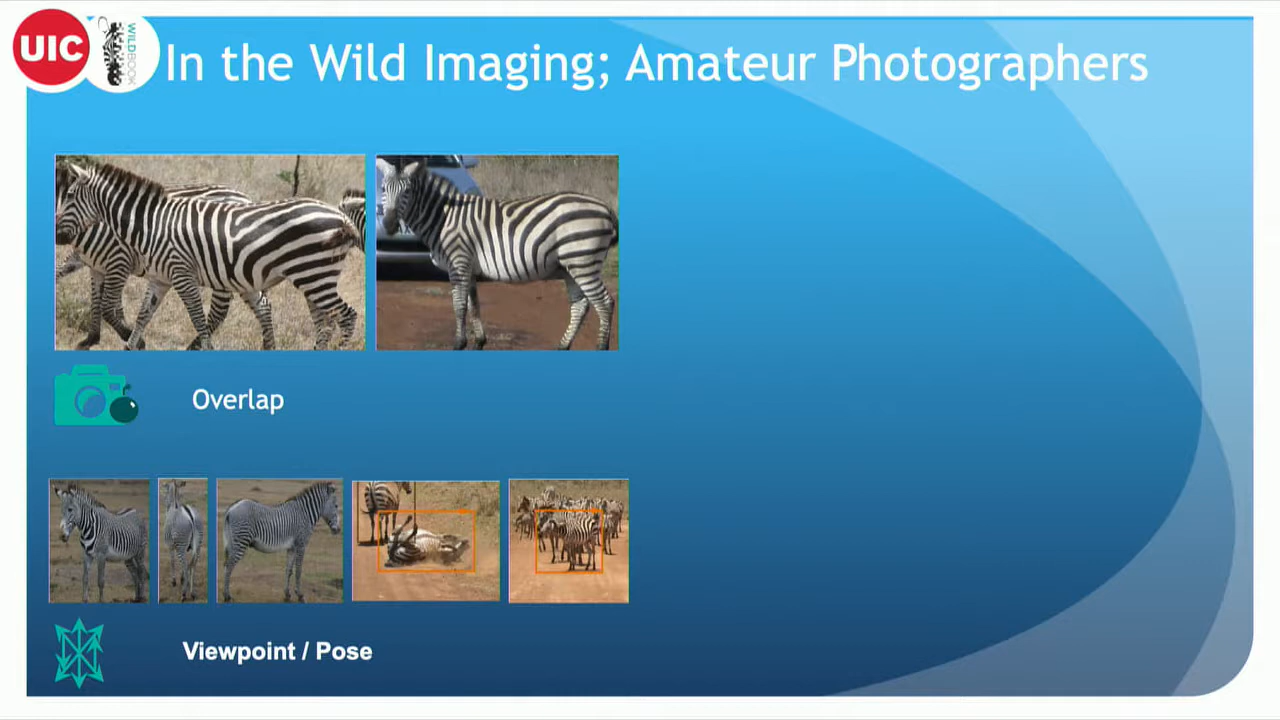 UIC
WILDBOOK
In the Wild Imaging; Amateur Photographers
Overlap
Viewpoint / Pose